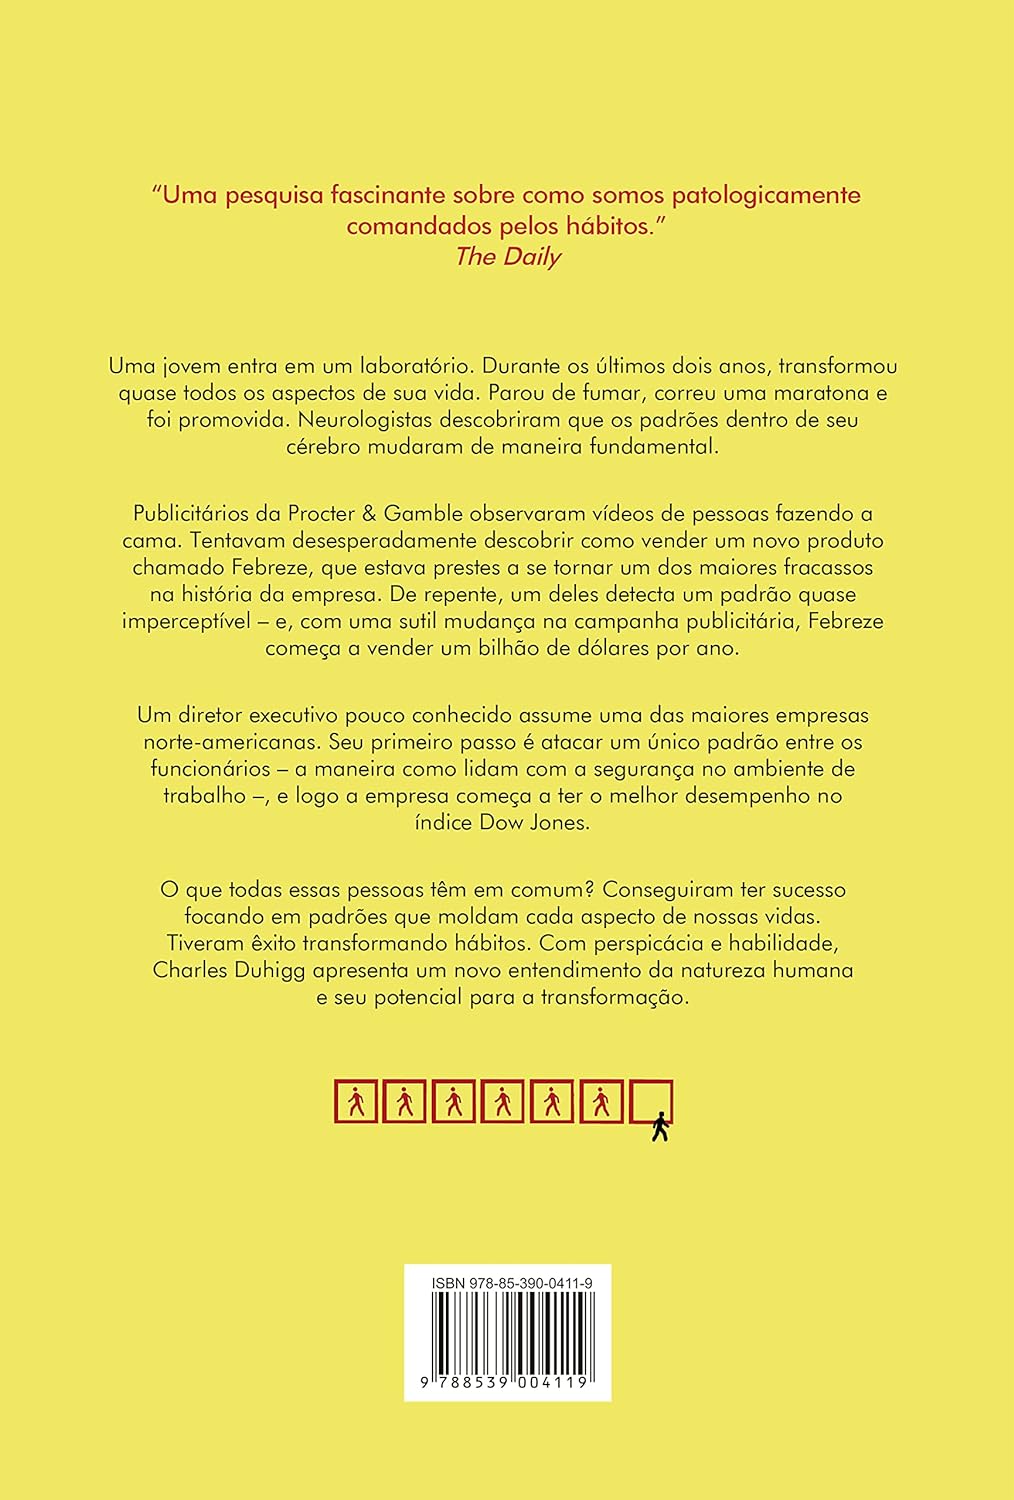 “Uma pesquisa fascinante sobre como somos patologicamente
comandados pelos hábitos.”
The Daily
Uma jovem entra em um laboratório. Durante os últimos dois anos, transformou
quase todos os aspectos de sua vida. Parou de fumar, correu uma maratona e
foi promovida. Neurologistas descobriram que os padrões dentro de seu
cérebro mudaram de maneira fundamental.
Publicitários da Procter & Gamble observaram vídeos de pessoas fazendo a
cama. Tentavam desesperadamente descobrir como vender um novo produto
chamado Febreze, que estava prestes a se tornar um dos maiores fracassos
na história da empresa. De repente, um deles detecta um padrão quase
imperceptível – e, com uma sutil mudança na campanha publicitária, Febreze
começa a vender um bilhão de dólares por ano.
Um diretor executivo pouco conhecido assume uma das maiores empresas
norte-americanas. Seu primeiro passo é atacar um único padrão entre os
funcionários – a maneira como lidam com a segurança no ambiente de
trabalho –, e logo a empresa começa a ter o melhor desempenho no
índice Dow Jones.
O que todas essas pessoas têm em comum? Conseguiram ter sucesso
focando em padrões que moldam cada aspecto de nossas vidas.
Tiveram êxito transformando hábitos. Com perspicácia e habilidade,
Charles Duhigg apresenta um novo entendimento da natureza humana
e seu potencial para a transformação.
ISBN 978-85-390-0411-9
9 788539 004119